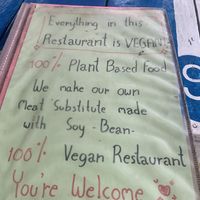 Everything in this
Restaurant is VEGAN!
100% Plant Based Food
We make our own
meat Substitute made
with Soy - Bean -
100% Vegan Restaurant
You're Welcome
S